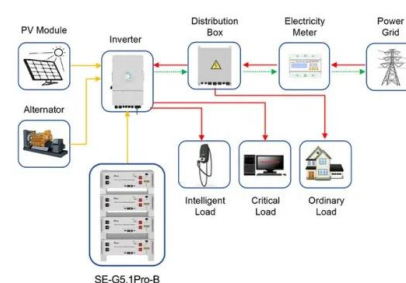 PV Module
Inverter
Distribution
Box
Electricity
Meter
Power
Grid
Alternator
Intelligent
Load
Critical
Load
Ordinary
Load
SE-G5.1Pro-B